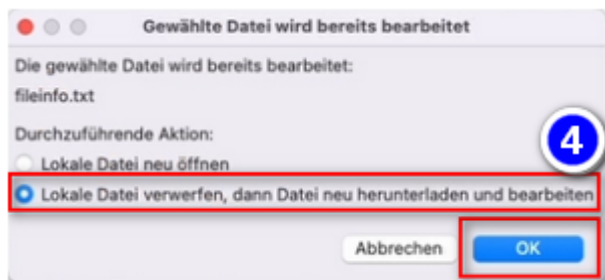 Gewählte Datei wird bereits bearbeitet
Die gewählte Datei wird bereits bearbeitet:
fileinfo.txt
Durchzuführende Aktion:
4
Lokale Datei neu öffnen
Lokale Datei verwerfen, dann Datei neu herunterladen und bearbeiten
Abbrechen OK